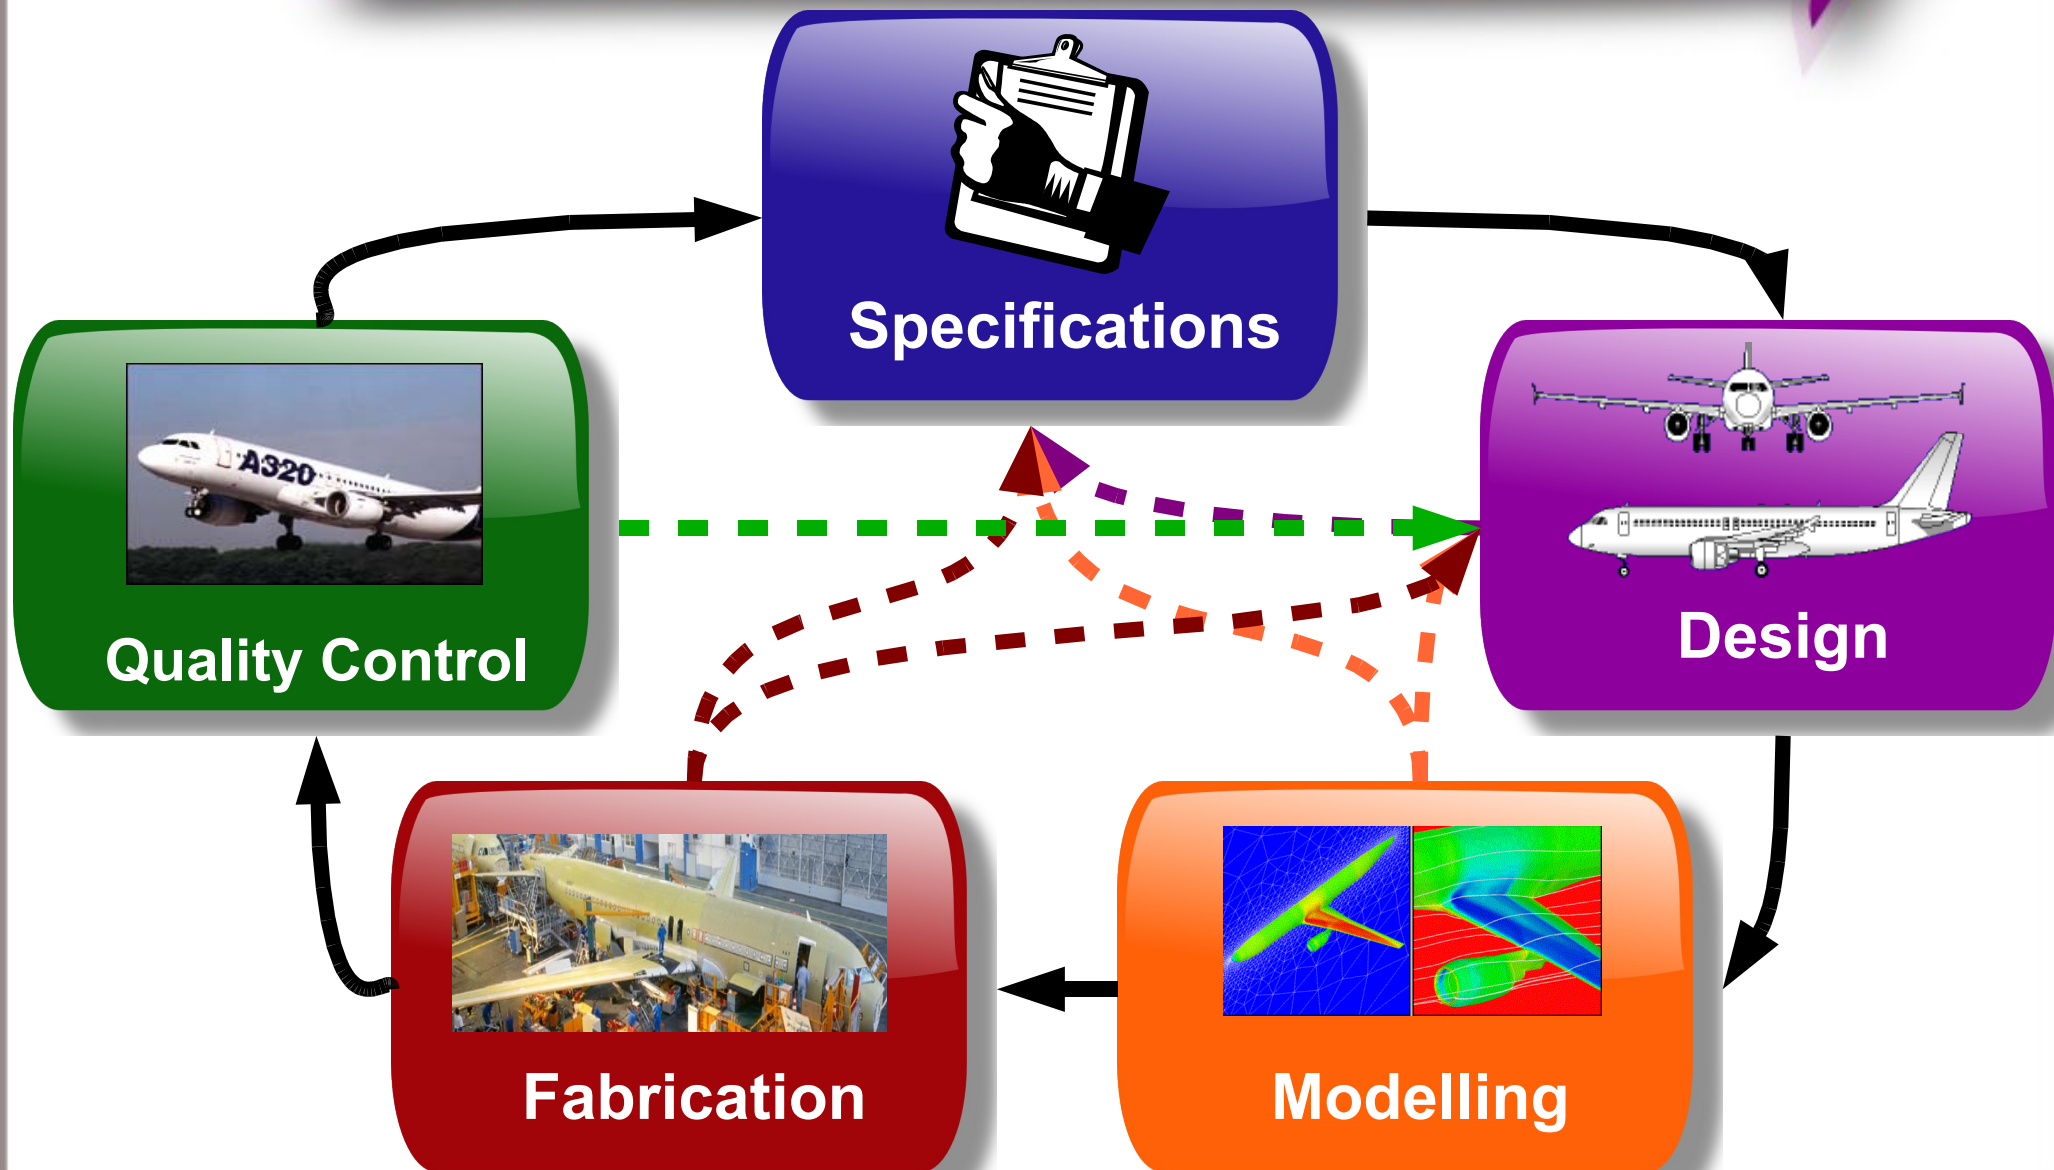 Specifications
A320
Quality Control
Design
Fabrication
Modelling